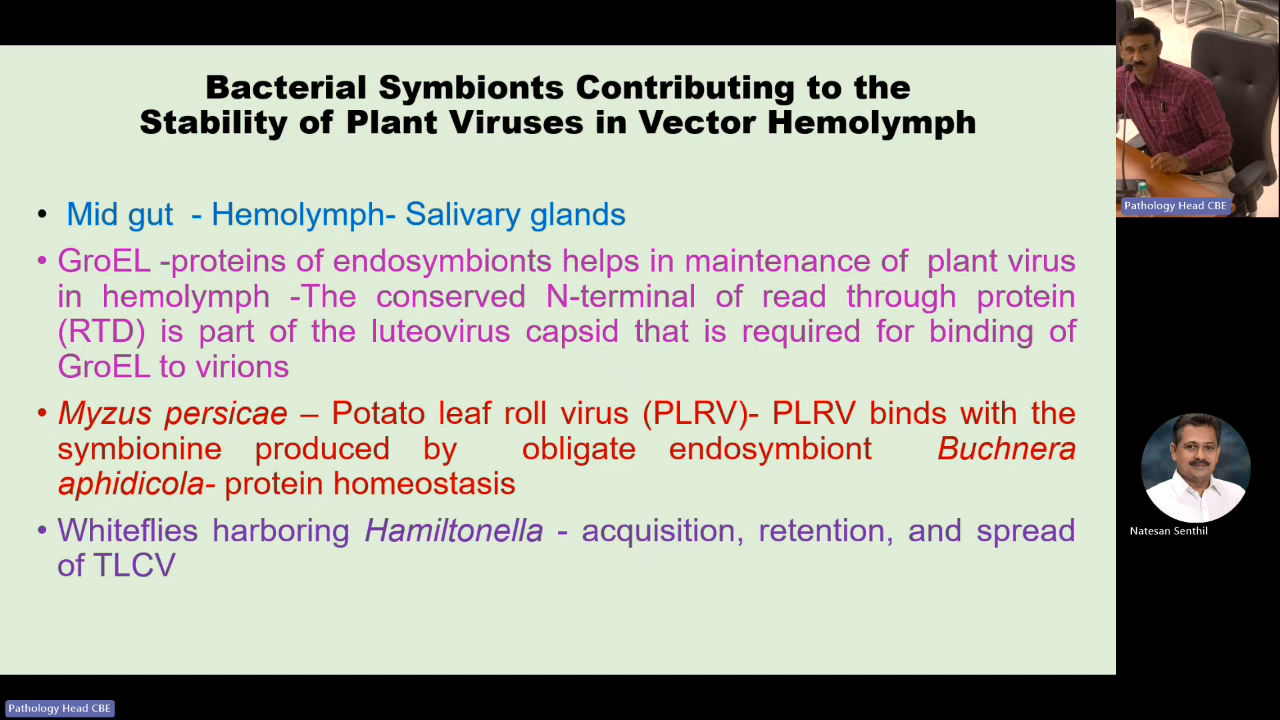 Bacterial Symbionts Contributing to the
Stability of Plant Viruses in Vector Hemolymph
• Mid gut - Hemolymph- Salivary glands
• GroEL -proteins of endosymbionts helps in maintenance of plant virus
in hemolymph -The conserved N-terminal of read through protein
(RTD) is part of the luteovirus capsid that is required for binding of
GroEL to virions
• Myzus persicae – Potato leaf roll virus (PLRV)- PLRV binds with the
symbionine produced by obligate endosymbiont Buchnera
aphidicola- protein homeostasis
• Whiteflies harboring Hamiltonella - acquisition, retention, and spread
of TLCV
Pathology Head CBE
Natesan Senthil
Pathology Head CBE